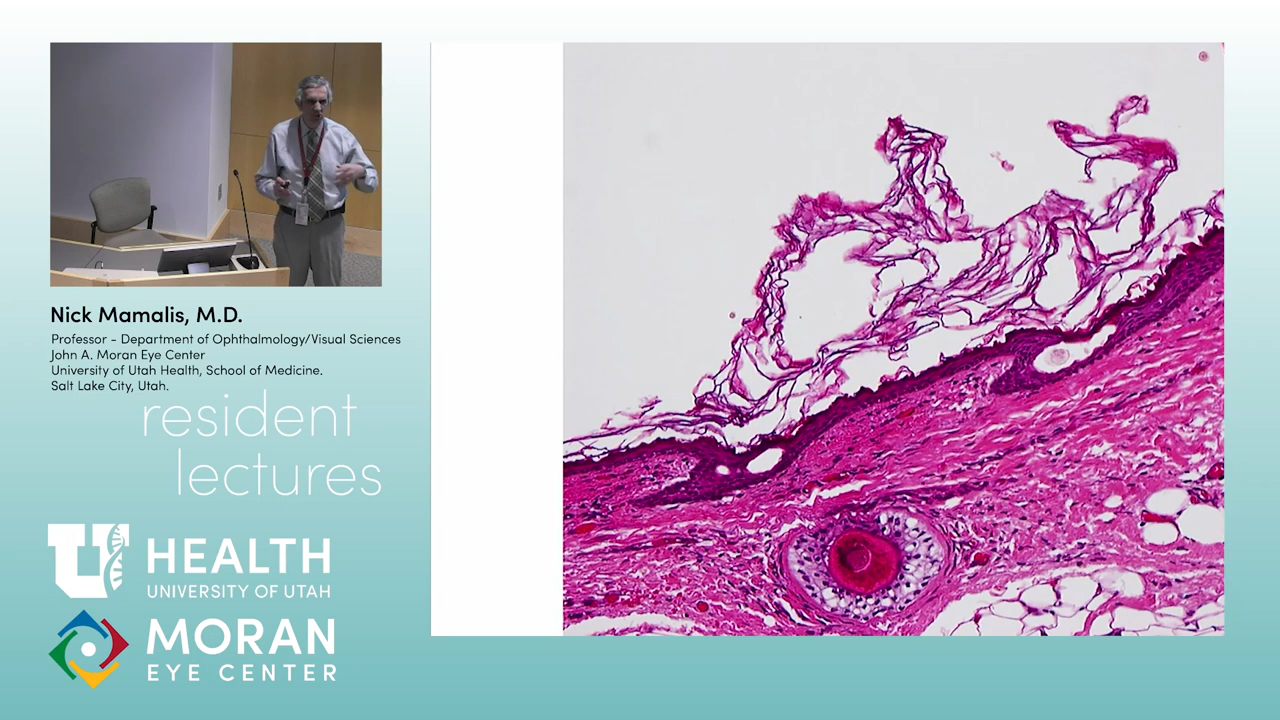 Nick Mamalis, M.D.
Professor - Department of Ophthalmology/Visual Sciences
John A. Moran Eye Center
University of Utah Health, School of Medicine.
Salt Lake City, Utah.
resident
lectures
U HEALTH
UNIVERSITY OF UTAH
MORAN
EYE CENTER